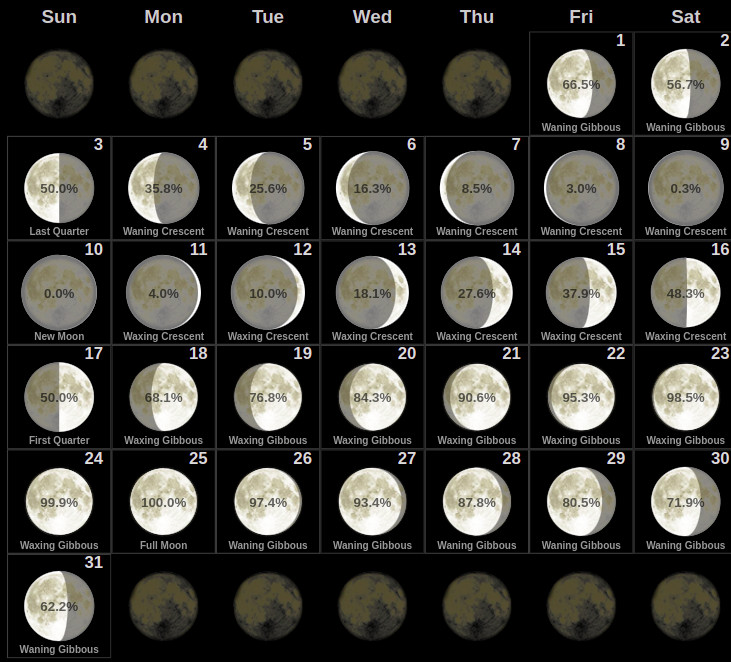 Sun Mon Tue Wed Thu Fri Sat
1 2
66.5% 56.7%
Waning Gibbous Waning Gibbous
3 4 5 6 7 8 9
50.0% 35.8% 25.6% 16.3% 8.5% 3.0% 0.3%
Last Quarter Waning Crescent Waning Crescent Waning Crescent Waning Crescent Waning Crescent Waning Crescent
10 11 12 13 14 15 16
0.0% 4.0% 10.0% 18.1% 27.6% 37.9% 48.3%
New Moon Waxing Crescent Waxing Crescent Waxing Crescent Waxing Crescent Waxing Crescent Waxing Crescent
17 18 19 20 21 22 23
50.0% 68.1% 76.8% 84.3% 90.6% 95.3% 98.5%
First Quarter Waxing Gibbous Waxing Gibbous Waxing Gibbous Waxing Gibbous Waxing Gibbous Waxing Gibbous
24 25 26 27 28 29 30
99.9% 100.0% 97.4% 93.4% 87.8% 80.5% 71.9%
Waxing Gibbous Full Moon Waning Gibbous Waning Gibbous Waning Gibbous Waning Gibbous Waning Gibbous
31
62.2%
Waning Gibbous